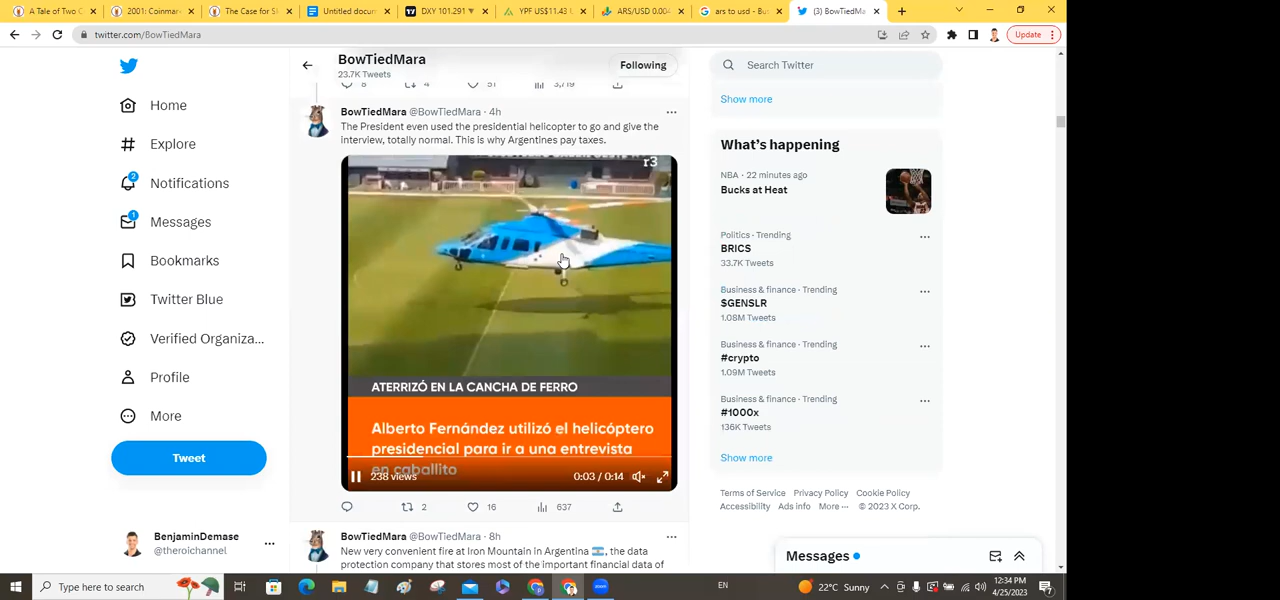 A Tale of Two C
2001: Coinmar
The Case for Sl
Untitled docum
DXY 101.291
YPF US$11.43
ARS/USD 0.004
ars to usd - Bu
(3) BowTiedMa
twitter.com/BowTiedMara
Update
BowTiedMara
23.7K Tweets
Following
8
4
51
3,719
Home
Explore
2
Notifications
1
Messages
Bookmarks
Twitter Blue
Verified Organiza...
Profile
More
Tweet
BenjaminDemase
@theroichannel
BowTiedMara @BowTiedMara · 4h
The President even used the presidential helicopter to go and give the
interview, totally normal. This is why Argentines pay taxes.
r3
ATERRIZÓ EN LA CANCHA DE FERRO
Alberto Fernández utilizó el helicóptero
presidencial para ir a una entrevista
en caballito
238 views
0:03 / 0:14
2
16
637
BowTiedMara @BowTiedMara · 8h
New very convenient fire at Iron Mountain in Argentina 🇦🇷, the data
protection company that stores most of the important financial data of
Search Twitter
Show more
What's happening
NBA · 22 minutes ago
Bucks at Heat
Politics · Trending
BRICS
33.7K Tweets
Business & finance · Trending
$GENSLR
1.08M Tweets
Business & finance · Trending
#crypto
1.09M Tweets
Business & finance · Trending
#1000x
136K Tweets
Show more
Terms of Service Privacy Policy Cookie Policy
Accessibility Ads info More ··· © 2023 X Corp.
Messages
Type here to search
EN
22°C Sunny
12:34 PM
4/25/2023